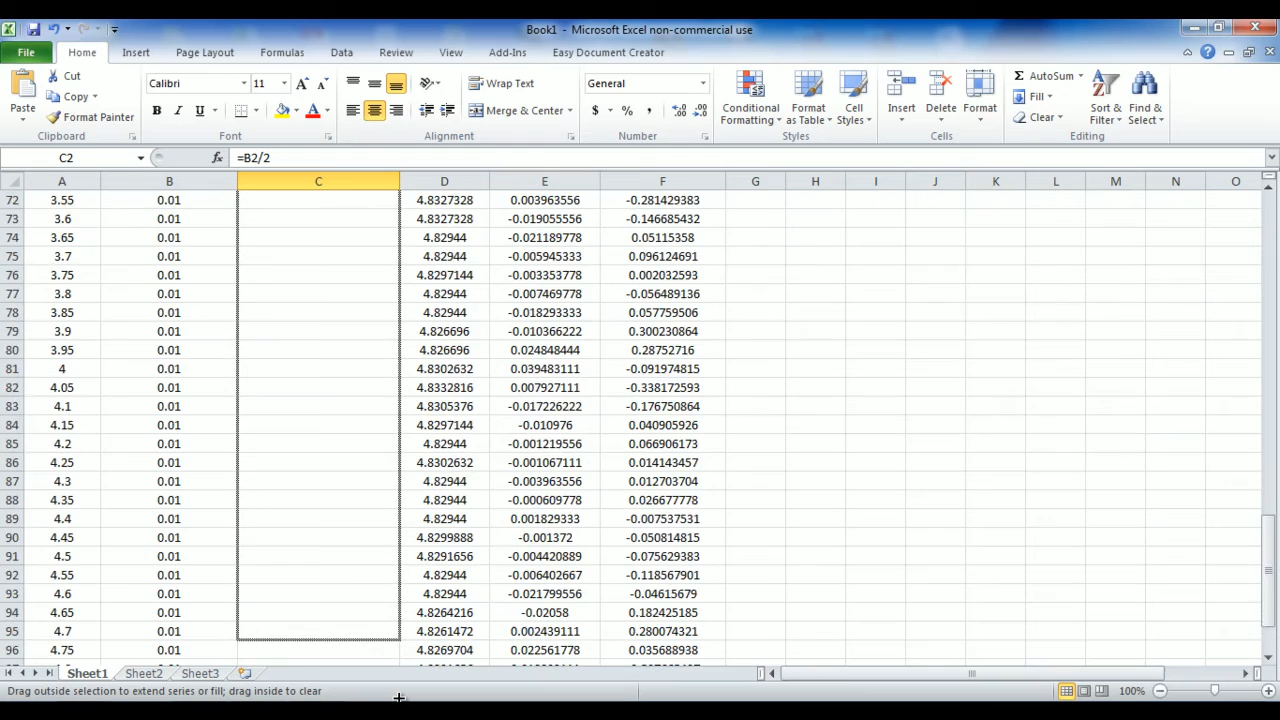 Book1 - Microsoft Excel non-commercial use
File Home Insert Page Layout Formulas Data Review View Add-Ins Easy Document Creator
Paste
Cut
Copy
Format Painter
Clipboard
Calibri 11
B I U
Font
Wrap Text
Merge & Center
Alignment
General
$ % ,
Number
Conditional Formatting
Format as Table
Cell Styles
Styles
Insert Delete Format
Cells
AutoSum
Fill
Clear
Sort & Filter
Find & Select
Editing
C2 fx =B2/2
A B C D E F G H I J K L M N O
72 3.55 0.01 4.8327328 0.003963556 -0.281429383
73 3.6 0.01 4.8327328 -0.019055556 -0.146685432
74 3.65 0.01 4.82944 -0.021189778 0.05115358
75 3.7 0.01 4.82944 -0.005945333 0.096124691
76 3.75 0.01 4.8297144 -0.003353778 0.002032593
77 3.8 0.01 4.82944 -0.007469778 -0.056489136
78 3.85 0.01 4.82944 -0.018293333 0.057759506
79 3.9 0.01 4.826696 -0.010366222 0.300230864
80 3.95 0.01 4.826696 0.024848444 0.28752716
81 4 0.01 4.8302632 0.039483111 -0.091974815
82 4.05 0.01 4.8332816 0.007927111 -0.338172593
83 4.1 0.01 4.8305376 -0.017226222 -0.176750864
84 4.15 0.01 4.8297144 -0.010976 0.040905926
85 4.2 0.01 4.82944 -0.001219556 0.066906173
86 4.25 0.01 4.8302632 -0.001067111 0.014143457
87 4.3 0.01 4.82944 -0.003963556 0.012703704
88 4.35 0.01 4.82944 -0.000609778 0.026677778
89 4.4 0.01 4.82944 0.001829333 -0.007537531
90 4.45 0.01 4.8299888 -0.001372 -0.050814815
91 4.5 0.01 4.8291656 -0.004420889 -0.075629383
92 4.55 0.01 4.82944 -0.006402667 -0.118567901
93 4.6 0.01 4.82944 -0.021799556 -0.04615679
94 4.65 0.01 4.8264216 -0.02058 0.182425185
95 4.7 0.01 4.8261472 0.002439111 0.280074321
96 4.75 0.01 4.8269704 0.022561778 0.035688938
Sheet1 Sheet2 Sheet3
Drag outside selection to extend series or fill; drag inside to clear 100%